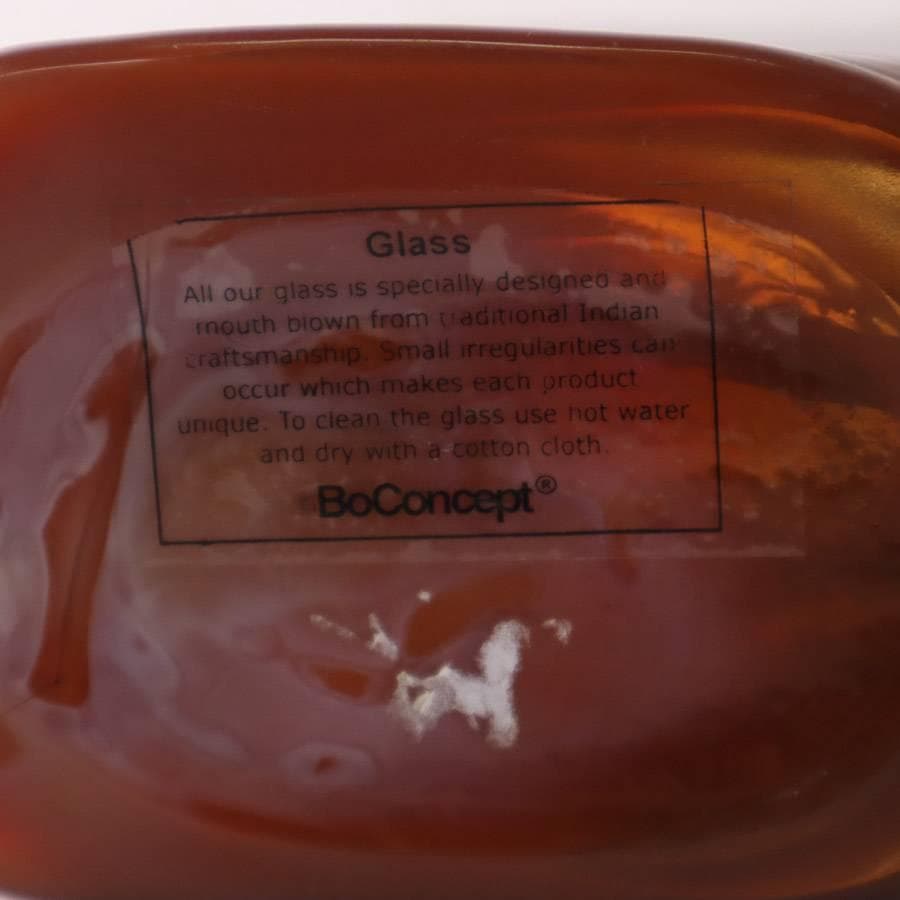 Glass
All our glass is specially designed and
mouth blown from traditional Indian
craftsmanship. Small irregularities can
occur which makes each product
unique. To clean the glass use hot water
and dry with a cotton cloth.
BoConcept®